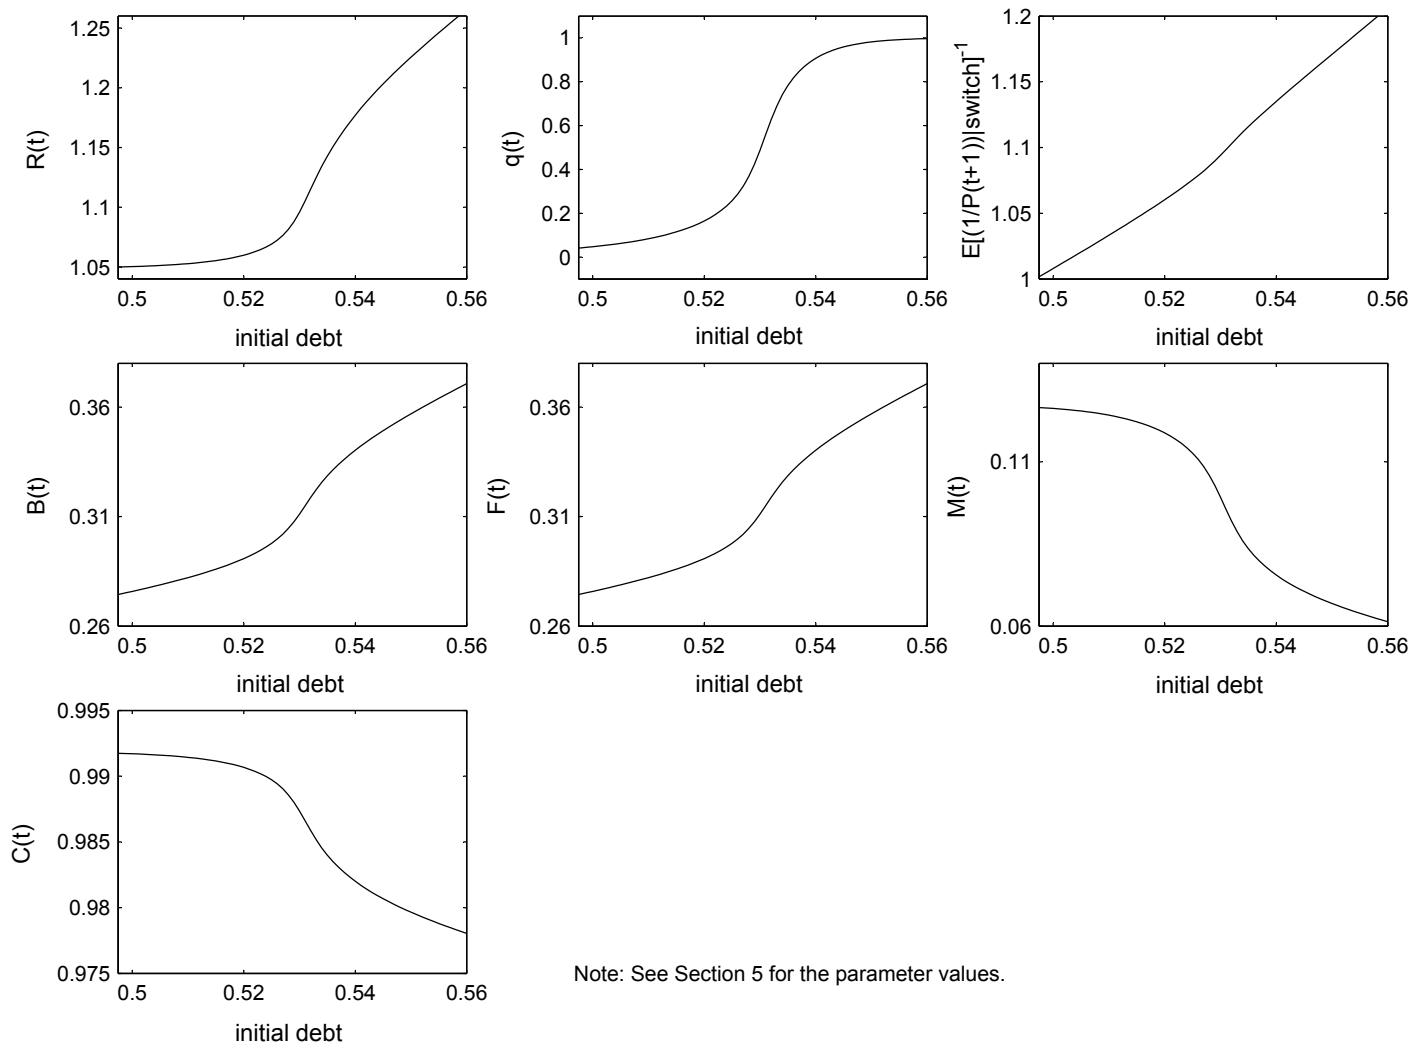 1.25
1.2
1.15
1.1
1.05
R(t)
0.5 0.52 0.54 0.56
initial debt
1
0.8
0.6
0.4
0.2
0
q(t)
0.5 0.52 0.54 0.56
initial debt
1.2
1.15
1.1
1.05
1
E[(1/P(t+1))|switch]-1
0.5 0.52 0.54 0.56
initial debt
0.36
0.31
0.26
B(t)
0.5 0.52 0.54 0.56
initial debt
0.36
0.31
0.26
F(t)
0.5 0.52 0.54 0.56
initial debt
0.11
0.06
M(t)
0.5 0.52 0.54 0.56
initial debt
0.995
0.99
0.985
0.98
0.975
C(t)
0.5 0.52 0.54 0.56
initial debt
Note: See Section 5 for the parameter values.